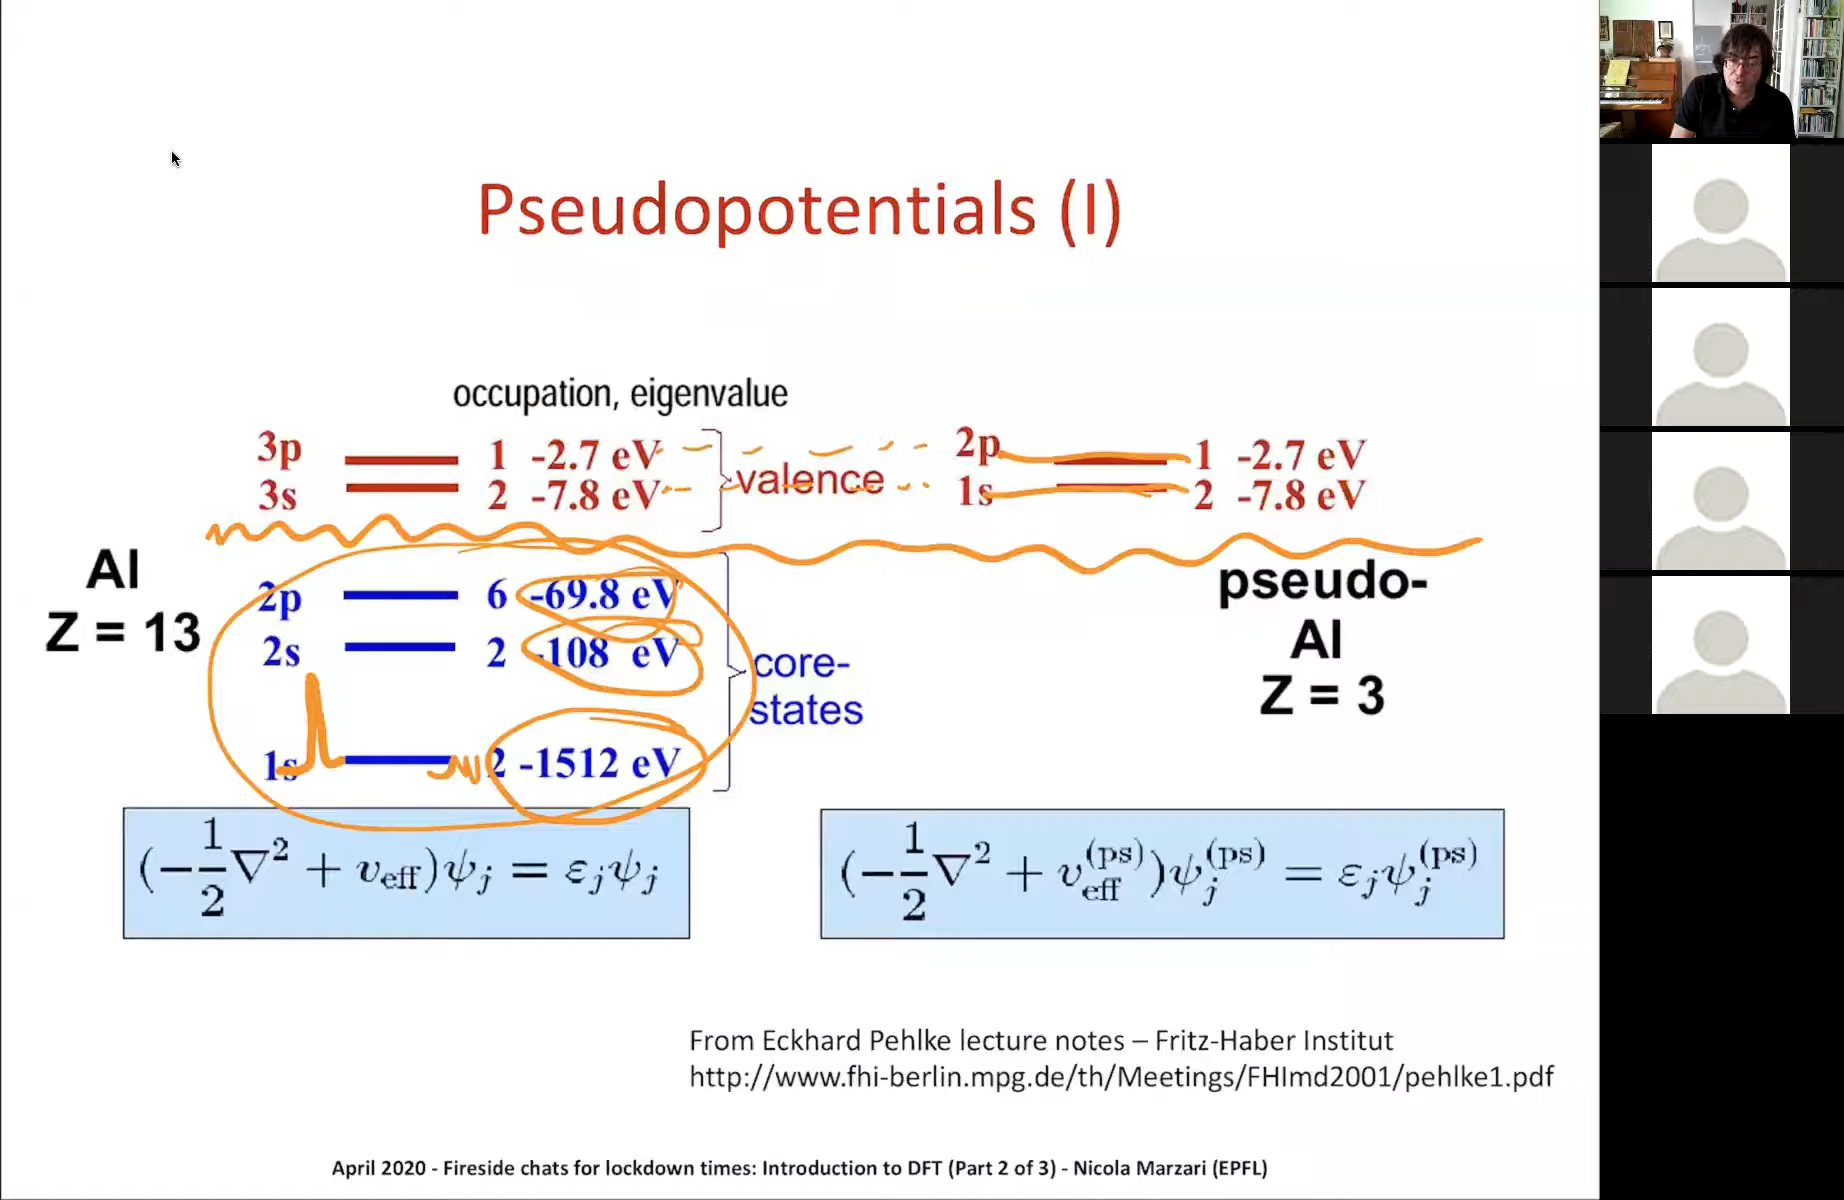 Pseudopotentials (I)
occupation, eigenvalue
3p 1 -2.7 eV
3s 2 -7.8 eV
valence
2p 1 -2.7 eV
1s 2 -7.8 eV
Al
Z = 13
2p 6 -69.8 eV
2s 2 -108 eV
1s 2 -1512 eV
core-
states
pseudo-
Al
Z = 3
(-\frac{1}{2}∇² + v_eff)ψ_j = ε_jψ_j
(-\frac{1}{2}∇² + v_eff^(ps))ψ_j^(ps) = ε_jψ_j^(ps)
From Eckhard Pehlke lecture notes – Fritz-Haber Institut
http://www.fhi-berlin.mpg.de/th/Meetings/FHImd2001/pehlke1.pdf
April 2020 - Fireside chats for lockdown times: Introduction to DFT (Part 2 of 3) - Nicola Marzari (EPFL)